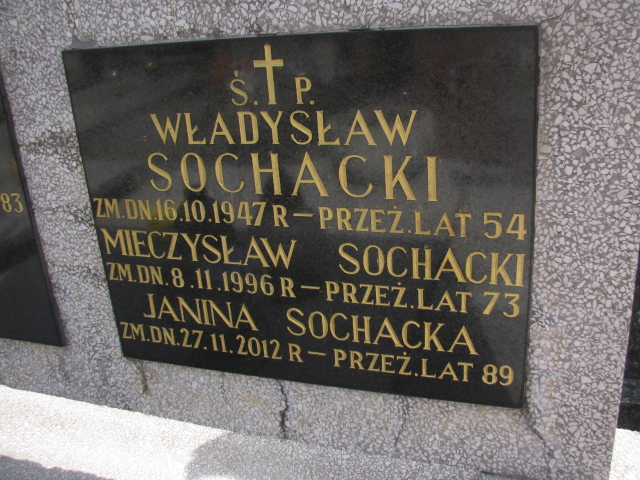 Ś. P.
WŁADYSŁAW
SOCHACKI
ZM.DN.16.10.1947 R — PRZEŻ. LAT 54
MIECZYSŁAW SOCHACKI
ZM.DN. 8.11.1996 R — PRZEŻ. LAT 73
JANINA SOCHACKA
ZM.DN. 27.11.2012 R — PRZEŻ. LAT 89
83